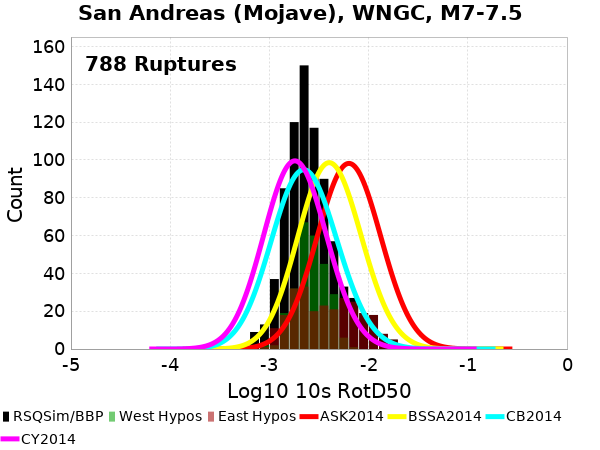 San Andreas (Mojave), WNGC, M7-7.5
788 Ruptures
Count
160
140
120
100
80
60
40
20
0
-5 -4 -3 -2 -1 0
Log10 10s RotD50
RSQSim/BBP West Hypos East Hypos ASK2014 BSSA2014 CB2014
CY2014